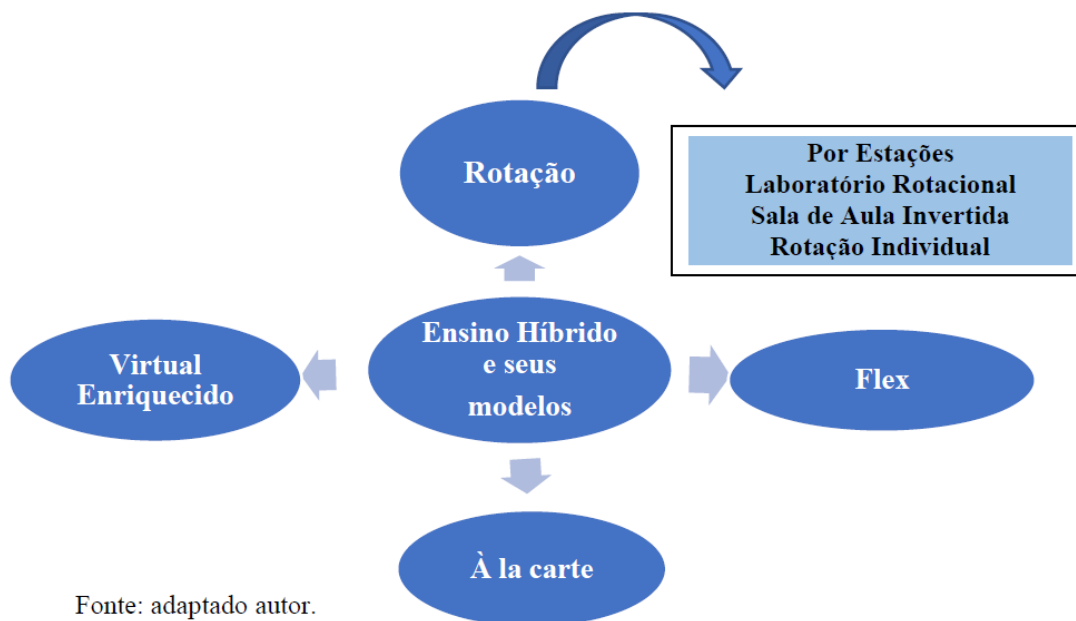 Rotação
Por Estações
Laboratório Rotacional
Sala de Aula Invertida
Rotação Individual
Virtual
Enriquecido
Ensino Híbrido
e seus
modelos
Flex
À la carte
Fonte: adaptado autor.